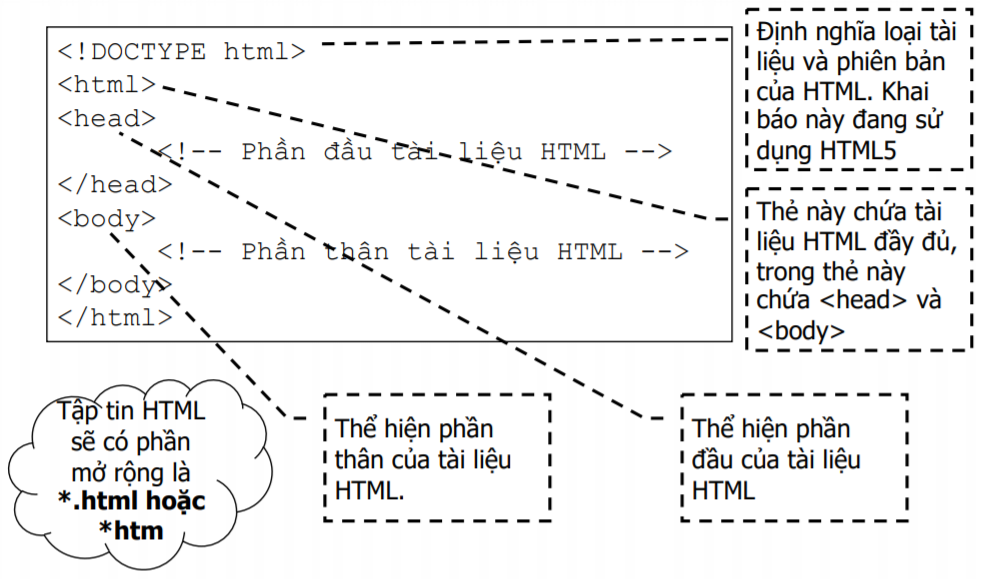 <!DOCTYPE html>
<html>
<head>
<!-- Phần đầu tài liệu HTML -->
</head>
<body>
<!-- Phần thân tài liệu HTML -->
</body>
</html>
Định nghĩa loại tài
liệu và phiên bản
của HTML. Khai
báo này đang sử
dụng HTML5
Thẻ này chứa tài
liệu HTML đầy đủ,
trong thẻ này
chứa <head> và
<body>
Tập tin HTML
sẽ có phần
mở rộng là
*.html hoặc
*htm
Thể hiện phần
thân của tài liệu
HTML.
Thể hiện phần
đầu của tài liệu
HTML